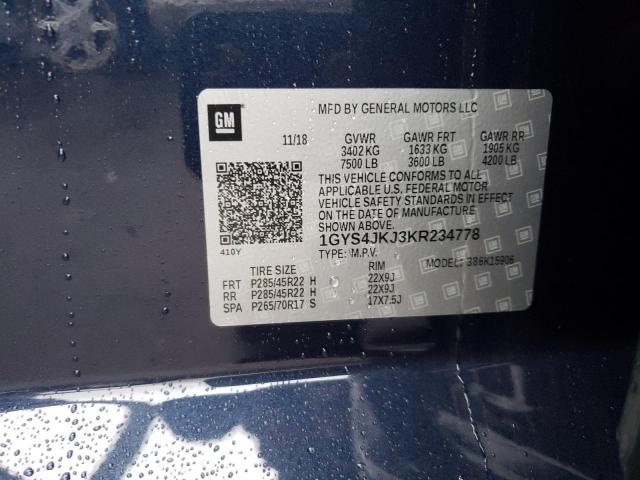 GM
MFD BY GENERAL MOTORS LLC
11/18 GVWR GAWR FRT GAWR RR
3402 KG 1633 KG 1905 KG
7500 LB 3600 LB 4200 LB
THIS VEHICLE CONFORMS TO ALL
APPLICABLE U.S. FEDERAL MOTOR
VEHICLE SAFETY STANDARDS IN EFFECT
ON THE DATE OF MANUFACTURE
SHOWN ABOVE.
1GYS4JKJ3KR234778
410Y TYPE: M.P.V. MODEL: 386K15906
TIRE SIZE RIM
FRT P285/45R22 H 22X9J
RR P285/45R22 H 22X9J
SPA P265/70R17 S 17X7.5J